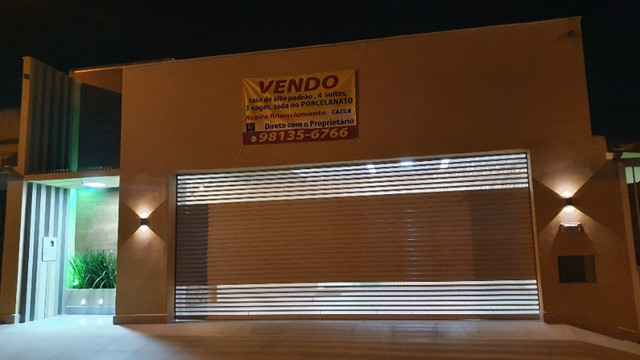 VENDO
casa de alto padrão, 4 suítes,
3 vagas, toda no PORCELANATO
Aceita financiamento CAIXA
Direto com o Proprietário
98135-6766